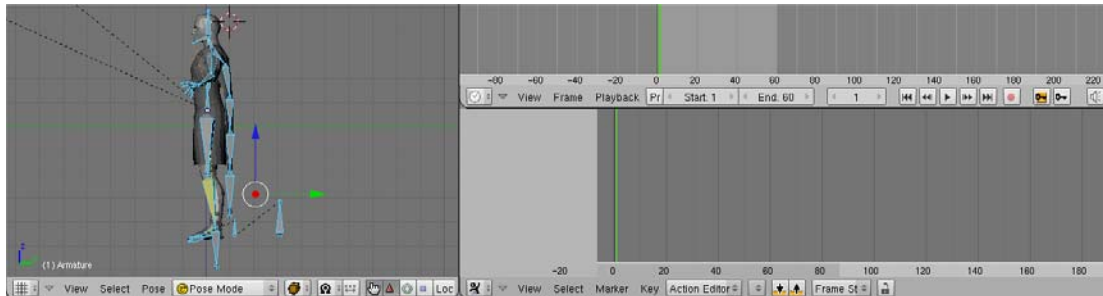 z
(1) Armature
View Select Pose Pose Mode Loc
-80 -60 -40 -20 0 20 40 60 80 100 120 140 160 180 200 220
View Frame Playback Pr Start: 1 End: 60 1
-20 0 20 40 60 80 100 120 140 160 180
View Select Marker Key Action Editor Frame St